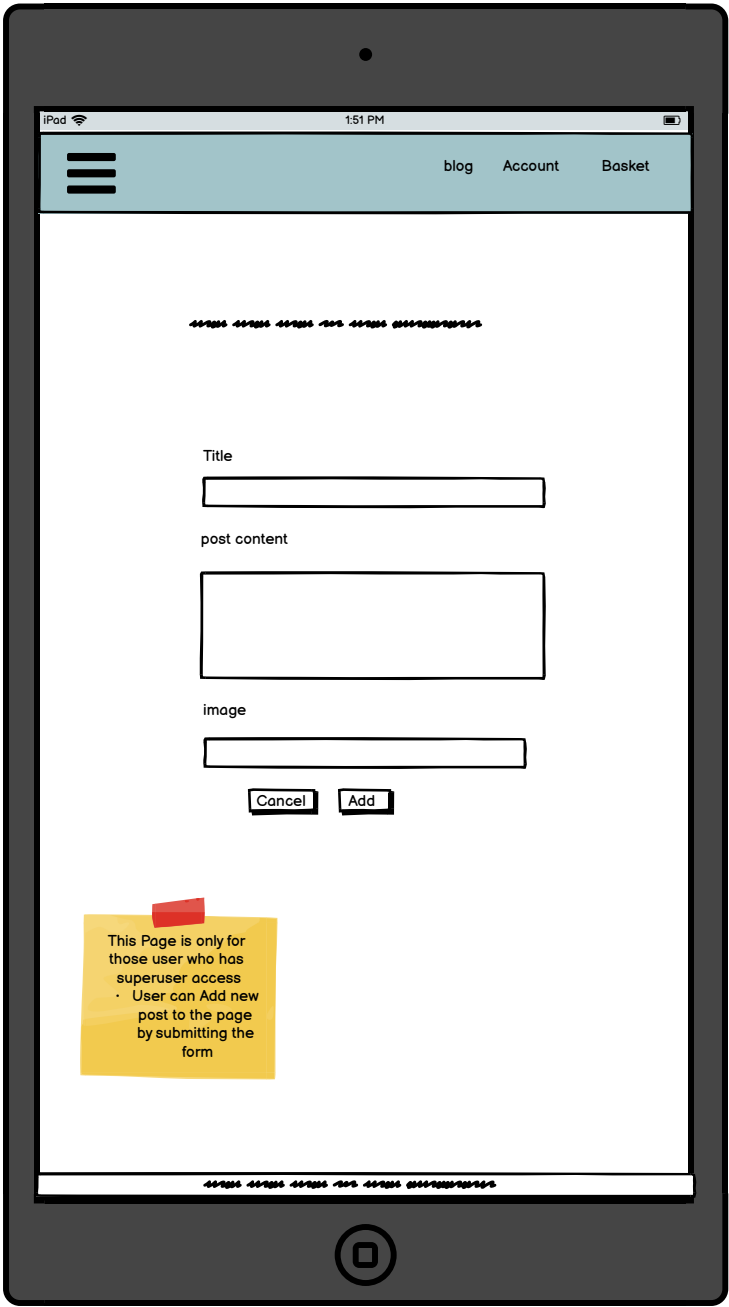 iPad 1:51 PM
blog Account Basket
Title
post content
image
Cancel Add
This Page is only for
those user who has
superuser access
· User can Add new
post to the page
by submitting the
form